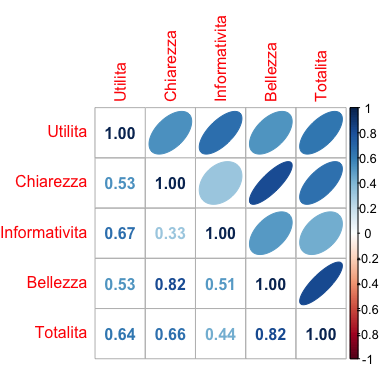 Utilita
Chiarezza
Informativita
Bellezza
Totalita
Utilita 1.00
Chiarezza 0.53 1.00
Informativita 0.67 0.33 1.00
Bellezza 0.53 0.82 0.51 1.00
Totalita 0.64 0.66 0.44 0.82 1.00
1
0.8
0.6
0.4
0.2
0
-0.2
-0.4
-0.6
-0.8
-1